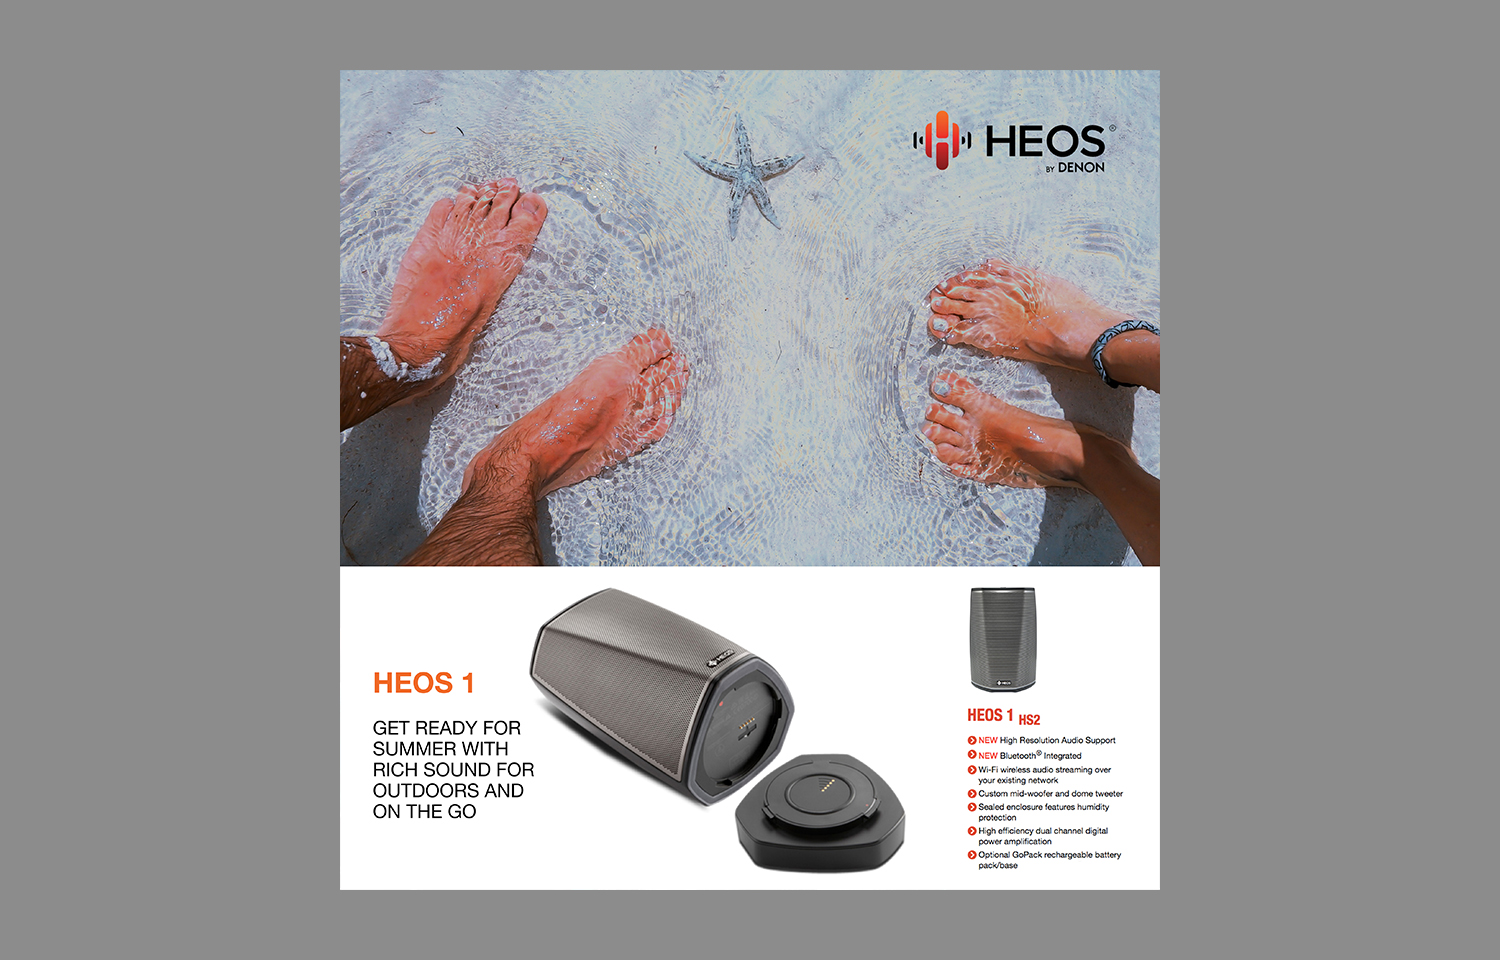 HEOS®
BY DENON
HEOS
HEOS 1
GET READY FOR
SUMMER WITH
RICH SOUND FOR
OUTDOORS AND
ON THE GO
HEOS
HEOS 1 HS2
NEW High Resolution Audio Support
NEW Bluetooth® Integrated
Wi-Fi wireless audio streaming over
your existing network
Custom mid-woofer and dome tweeter
Sealed enclosure features humidity
protection
High efficiency dual channel digital
power amplification
Optional GoPack rechargeable battery
pack/base